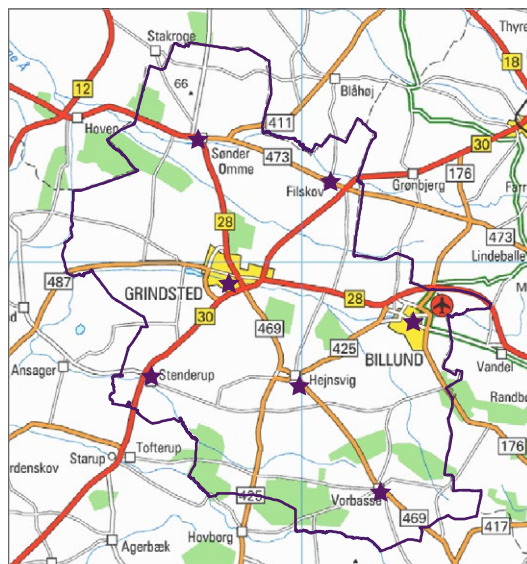 Stakroge
Thyre
18
66
Blåhøj
12
Hoven
411
30
Sønder
Omme
473
176
Filskov
Grønbjerg
Farr
28
473
Lindeballe
487
GRINDSTED
28
30
469
425
BILLUND
Vandel
Ansager
Stenderup
Hejnsvig
Randbø
176
Tofterup
rdenskov
Starup
425
Vorbasse
469
417
Hovborg
Agerbæk